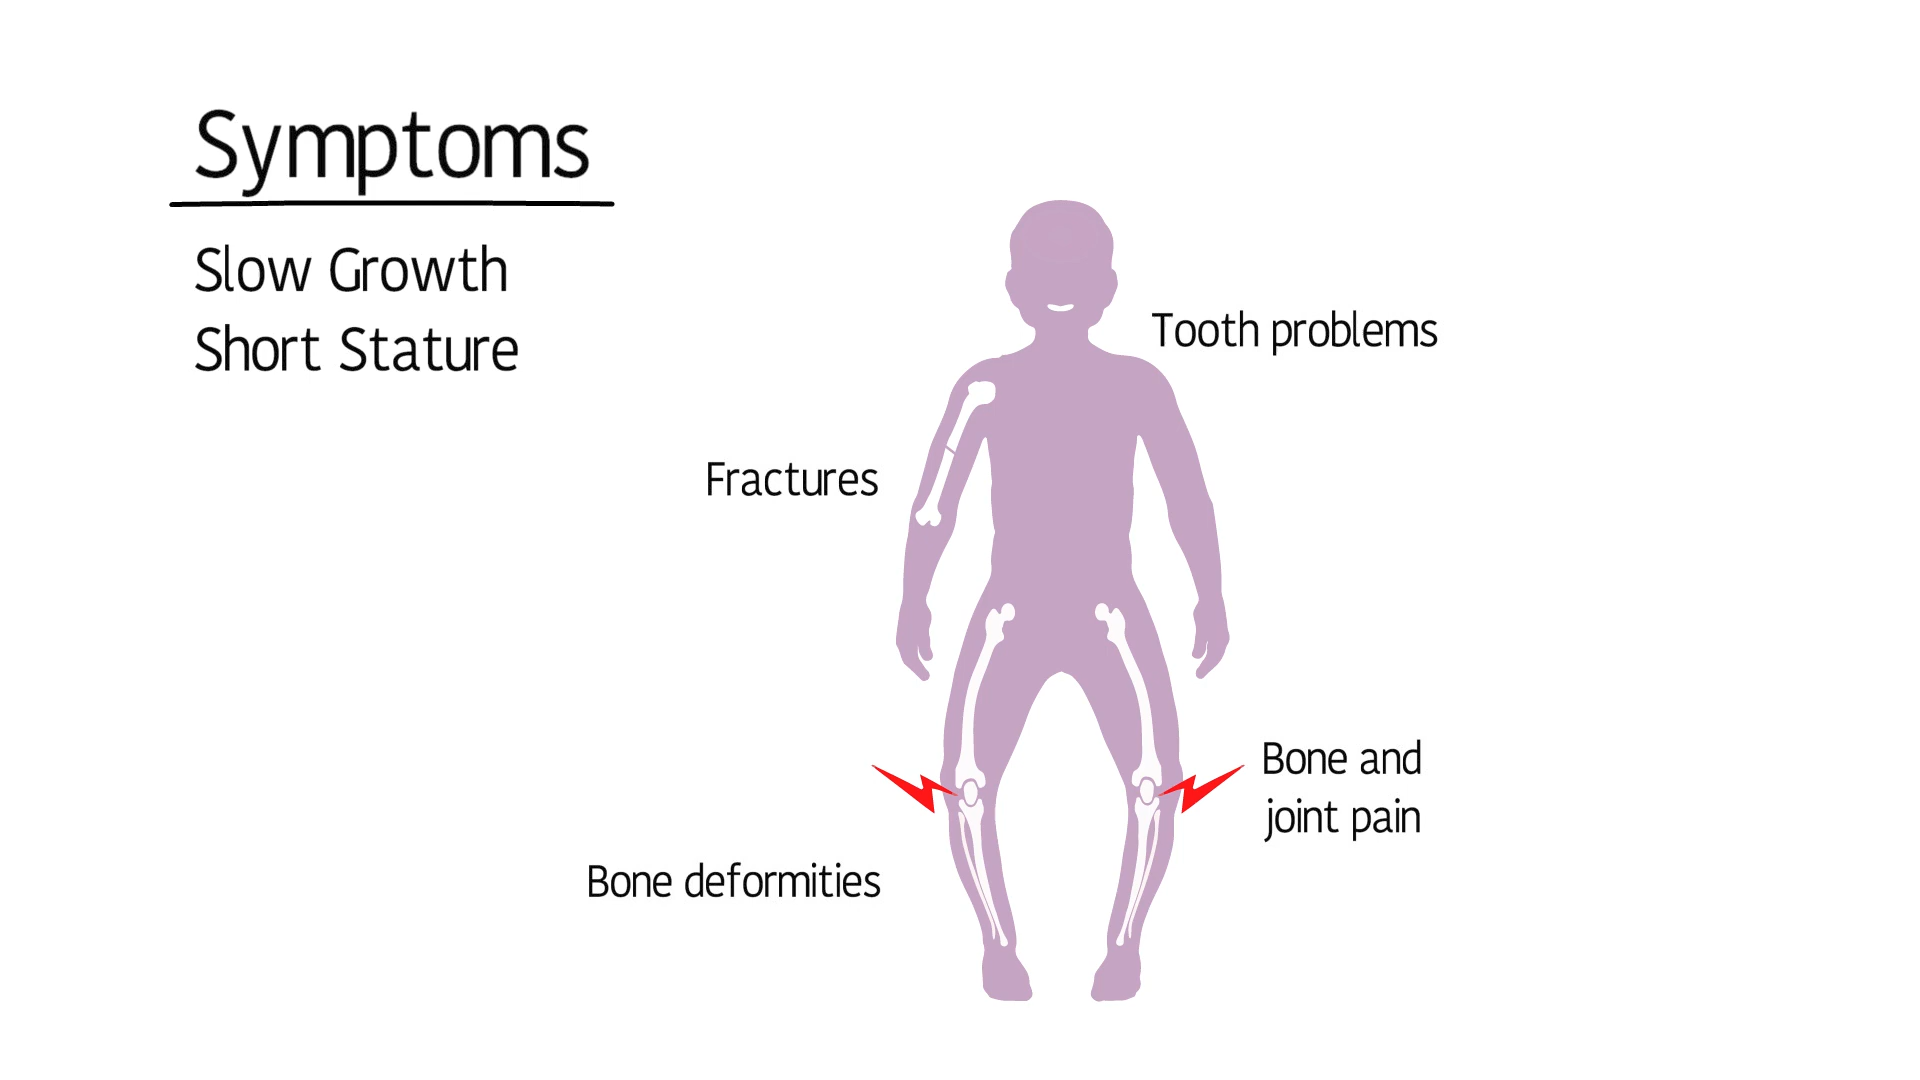 Symptoms
Slow Growth
Short Stature
Tooth problems
Fractures
Bone and
joint pain
Bone deformities